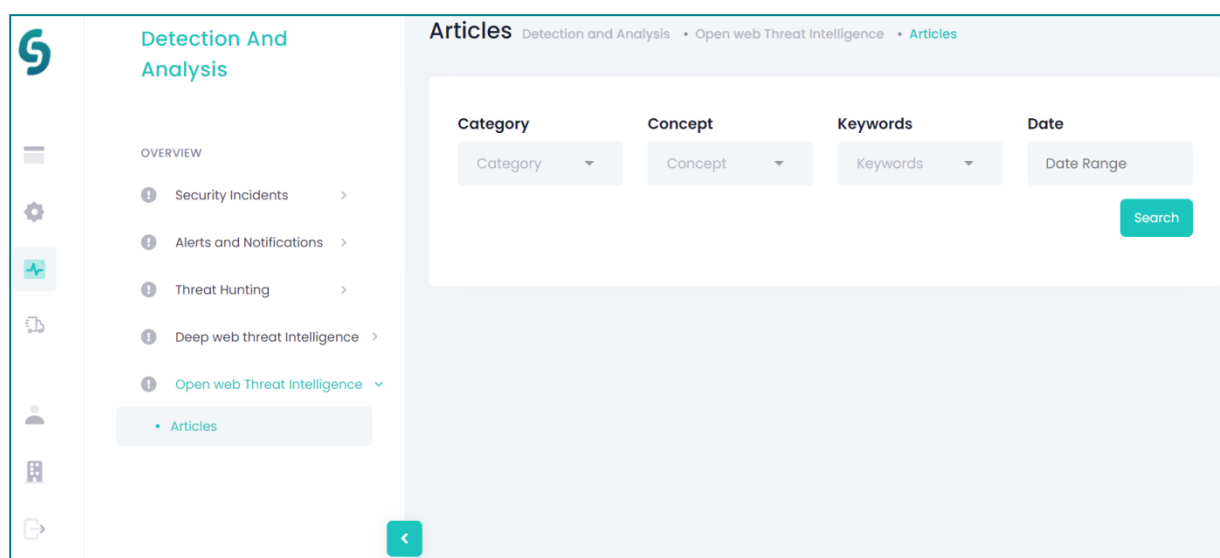 Detection And
Analysis
OVERVIEW
Security Incidents
Alerts and Notifications
Threat Hunting
Deep web threat Intelligence
Open web Threat Intelligence
• Articles
Articles Detection and Analysis • Open web Threat Intelligence • Articles
Category Concept Keywords Date
Category Concept Keywords Date Range
Search